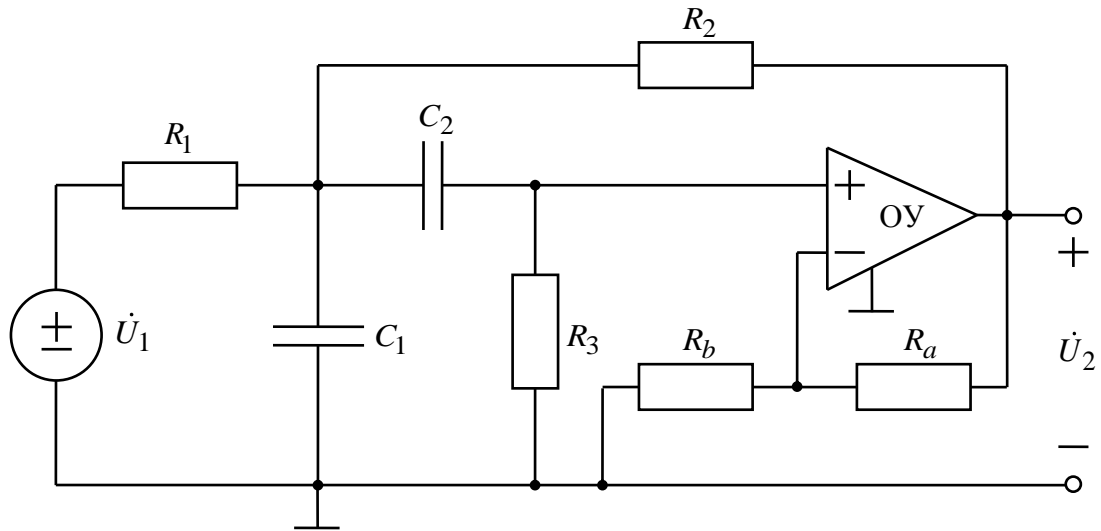 R2
R1
C2
+
ОУ
−
+
±
U̇1
C1
R3
Rb
Ra
U̇2
−